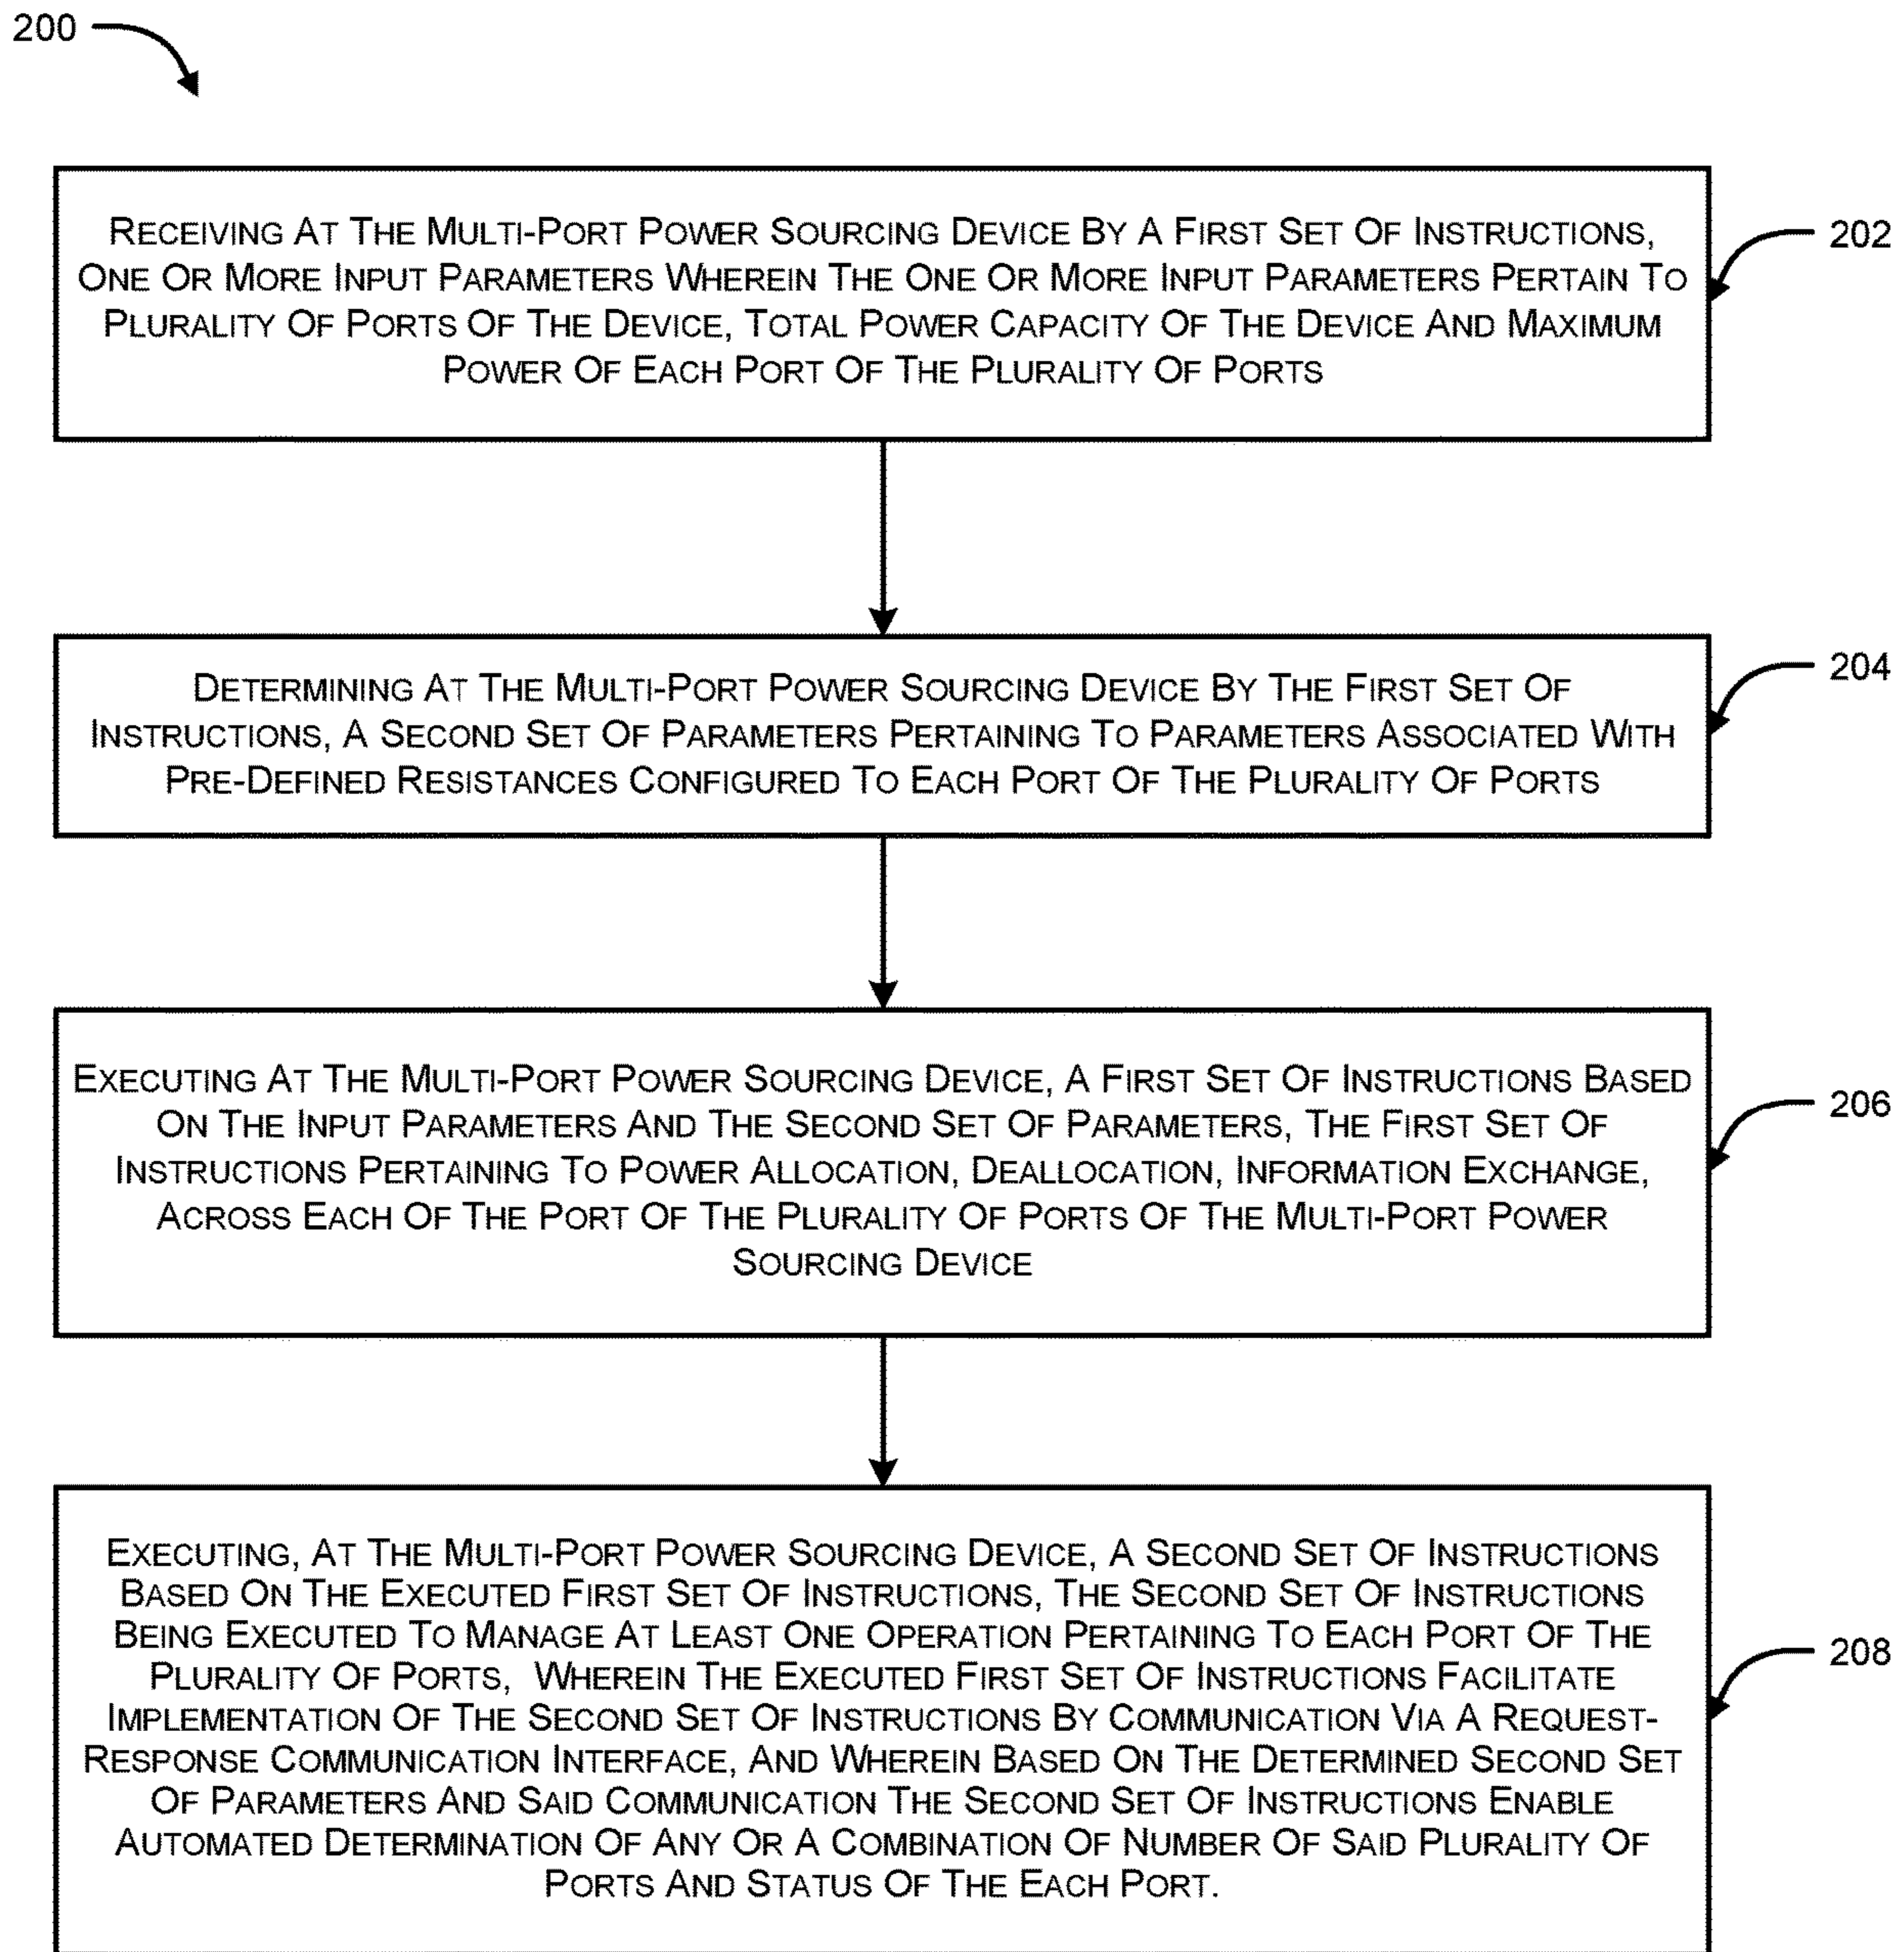 200
RECEIVING AT THE MULTI-PORT POWER SOURCING DEVICE BY A FIRST SET OF INSTRUCTIONS,
ONE OR MORE INPUT PARAMETERS WHEREIN THE ONE OR MORE INPUT PARAMETERS PERTAIN TO
PLURALITY OF PORTS OF THE DEVICE, TOTAL POWER CAPACITY OF THE DEVICE AND MAXIMUM
POWER OF EACH PORT OF THE PLURALITY OF PORTS
202
DETERMINING AT THE MULTI-PORT POWER SOURCING DEVICE BY THE FIRST SET OF
INSTRUCTIONS, A SECOND SET OF PARAMETERS PERTAINING TO PARAMETERS ASSOCIATED WITH
PRE-DEFINED RESISTANCES CONFIGURED TO EACH PORT OF THE PLURALITY OF PORTS
204
EXECUTING AT THE MULTI-PORT POWER SOURCING DEVICE, A FIRST SET OF INSTRUCTIONS BASED
ON THE INPUT PARAMETERS AND THE SECOND SET OF PARAMETERS, THE FIRST SET OF
INSTRUCTIONS PERTAINING TO POWER ALLOCATION, DEALLOCATION, INFORMATION EXCHANGE,
ACROSS EACH OF THE PORT OF THE PLURALITY OF PORTS OF THE MULTI-PORT POWER
SOURCING DEVICE
206
EXECUTING, AT THE MULTI-PORT POWER SOURCING DEVICE, A SECOND SET OF INSTRUCTIONS
BASED ON THE EXECUTED FIRST SET OF INSTRUCTIONS, THE SECOND SET OF INSTRUCTIONS
BEING EXECUTED TO MANAGE AT LEAST ONE OPERATION PERTAINING TO EACH PORT OF THE
PLURALITY OF PORTS, WHEREIN THE EXECUTED FIRST SET OF INSTRUCTIONS FACILITATE
IMPLEMENTATION OF THE SECOND SET OF INSTRUCTIONS BY COMMUNICATION VIA A REQUEST-
RESPONSE COMMUNICATION INTERFACE, AND WHEREIN BASED ON THE DETERMINED SECOND SET
OF PARAMETERS AND SAID COMMUNICATION THE SECOND SET OF INSTRUCTIONS ENABLE
AUTOMATED DETERMINATION OF ANY OR A COMBINATION OF NUMBER OF SAID PLURALITY OF
PORTS AND STATUS OF THE EACH PORT.
208